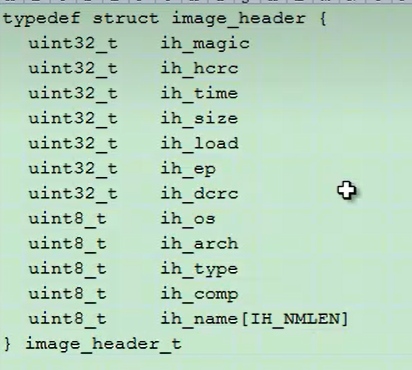 typedef struct image_header {
uint32_t ih_magic
uint32_t ih_hcrc
uint32_t ih_time
uint32_t ih_size
uint32_t ih_load
uint32_t ih_ep
uint32_t ih_dcrc
uint8_t ih_os
uint8_t ih_arch
uint8_t ih_type
uint8_t ih_comp
uint8_t ih_name[IH_NMLEN]
} image_header_t